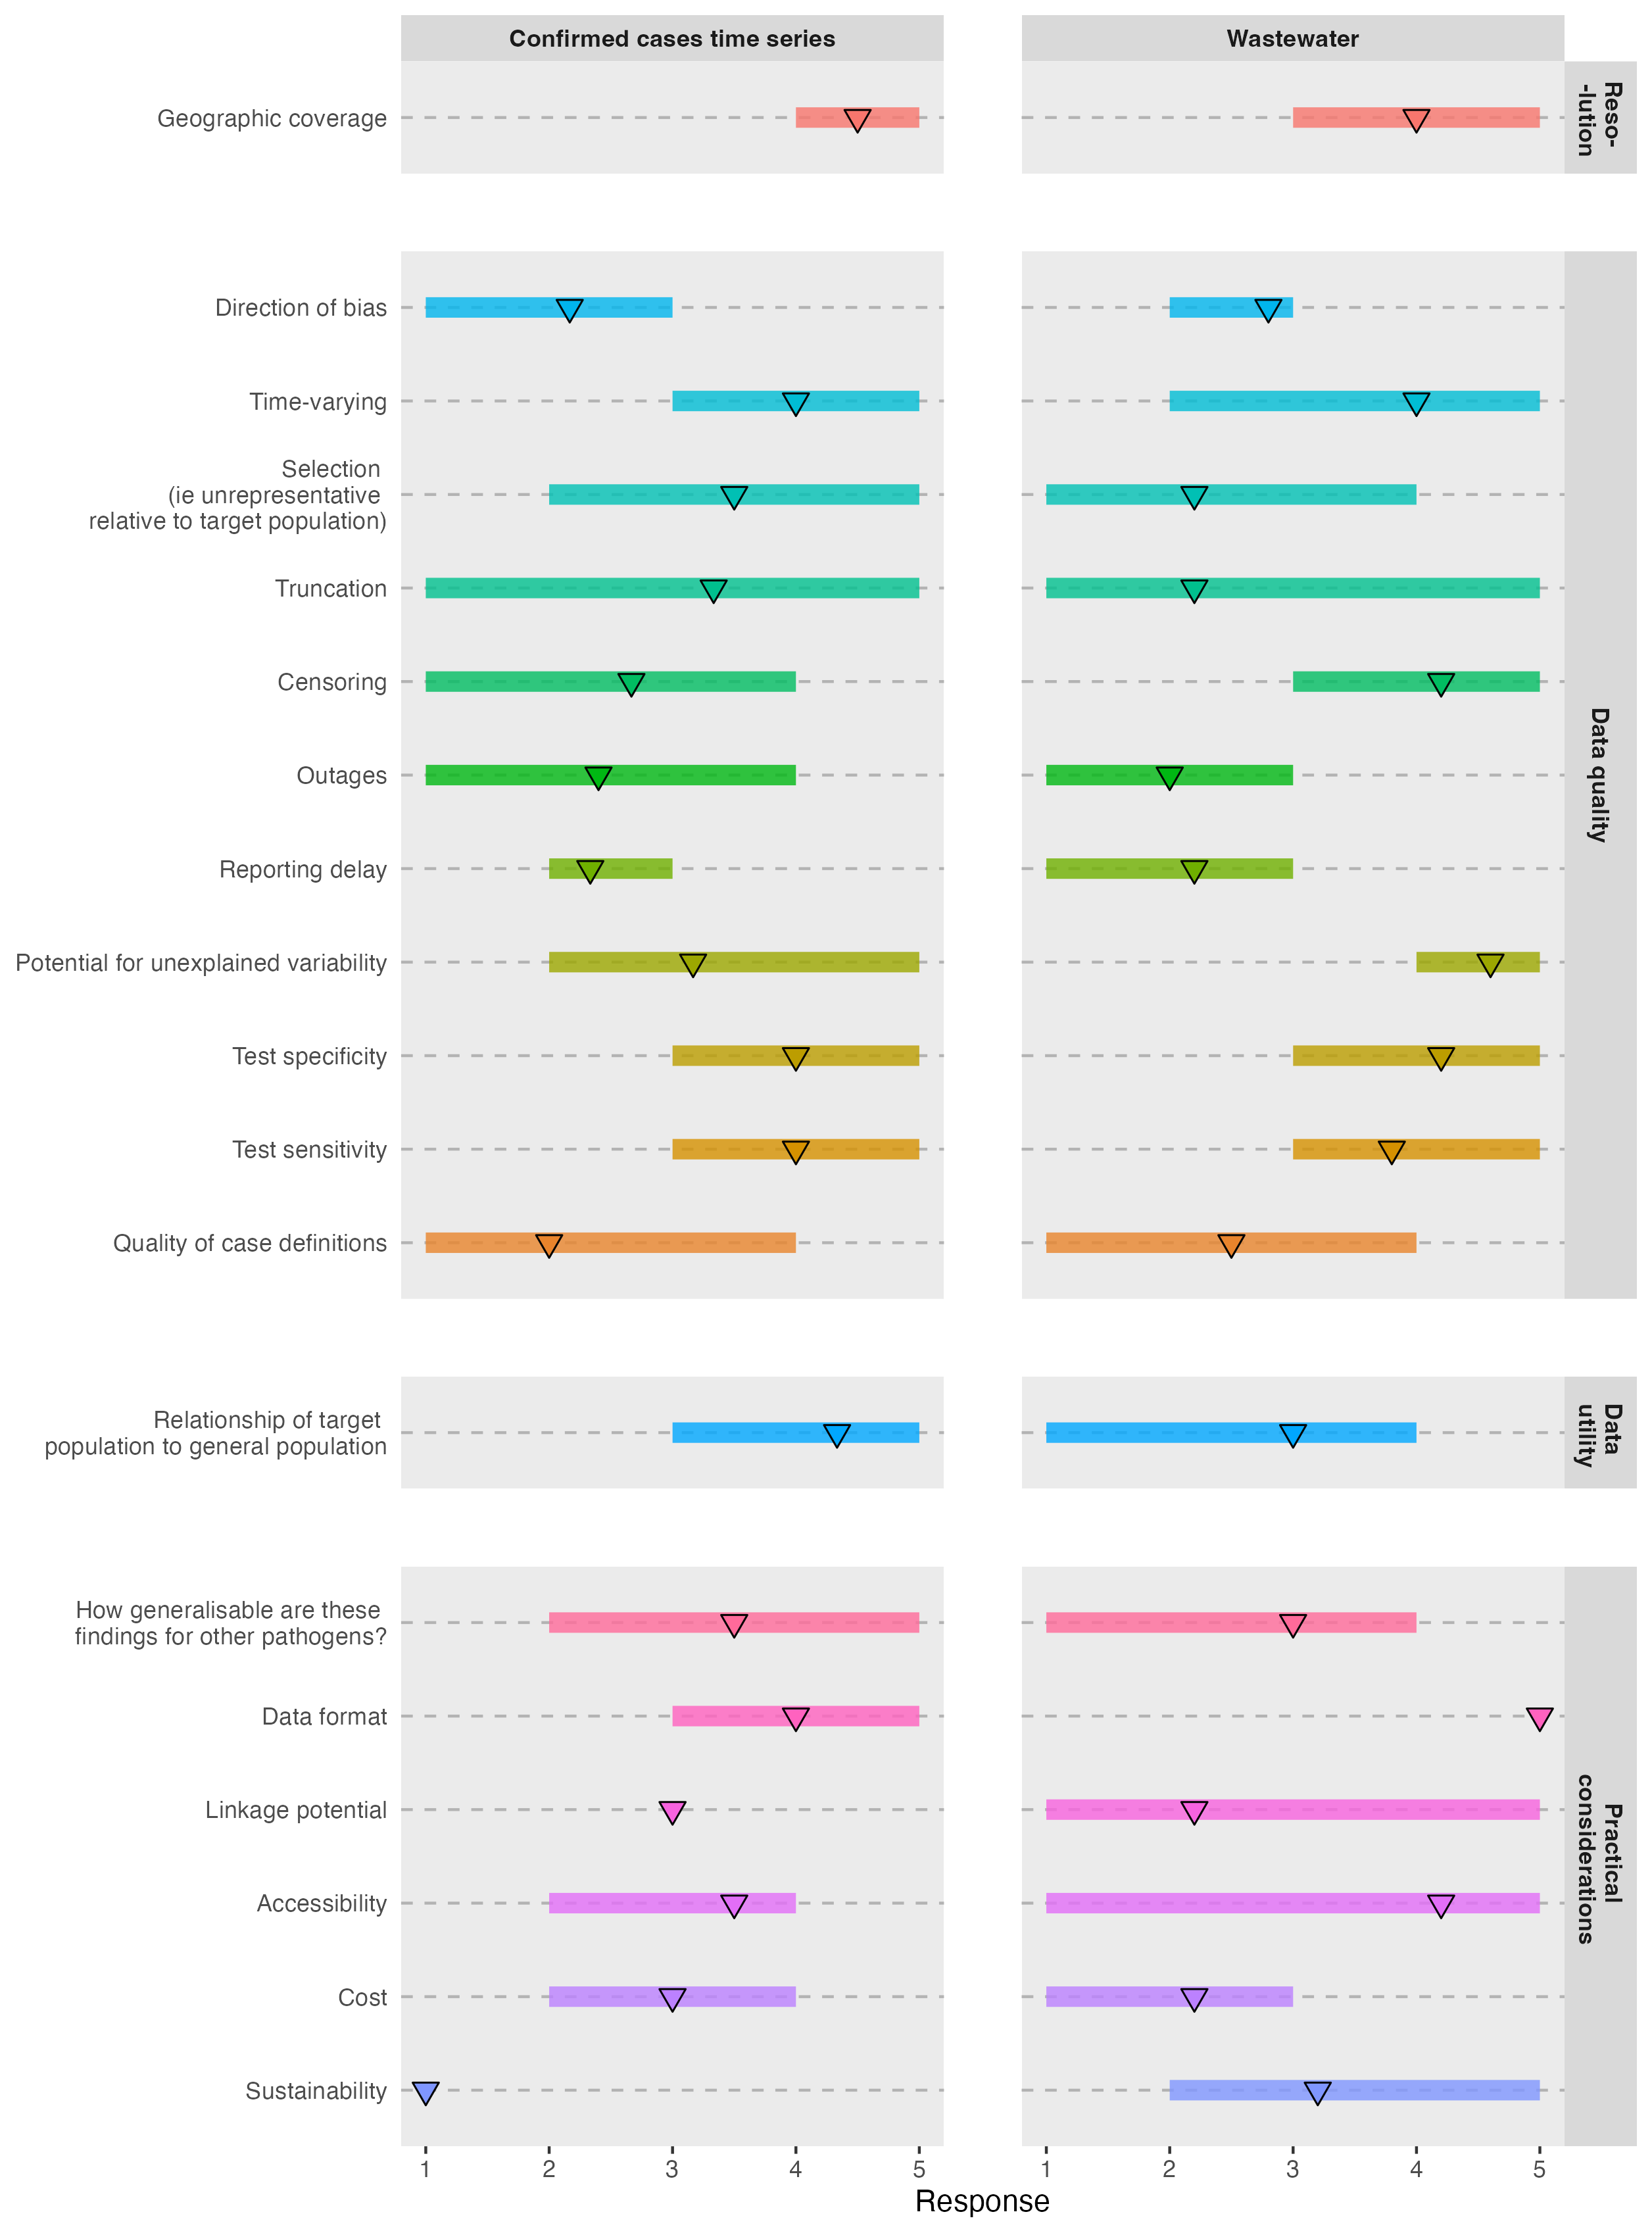 Confirmed cases time series
Wastewater
Geographic coverage
Reso-
-lution
Direction of bias
Time-varying
Selection
(ie unrepresentative
relative to target population)
Truncation
Censoring
Outages
Reporting delay
Potential for unexplained variability
Test specificity
Test sensitivity
Quality of case definitions
Data quality
Relationship of target
population to general population
Data
utility
How generalisable are these
findings for other pathogens?
Data format
Linkage potential
Accessibility
Cost
Sustainability
Practical
considerations
1 2 3 4 5
1 2 3 4 5
Response